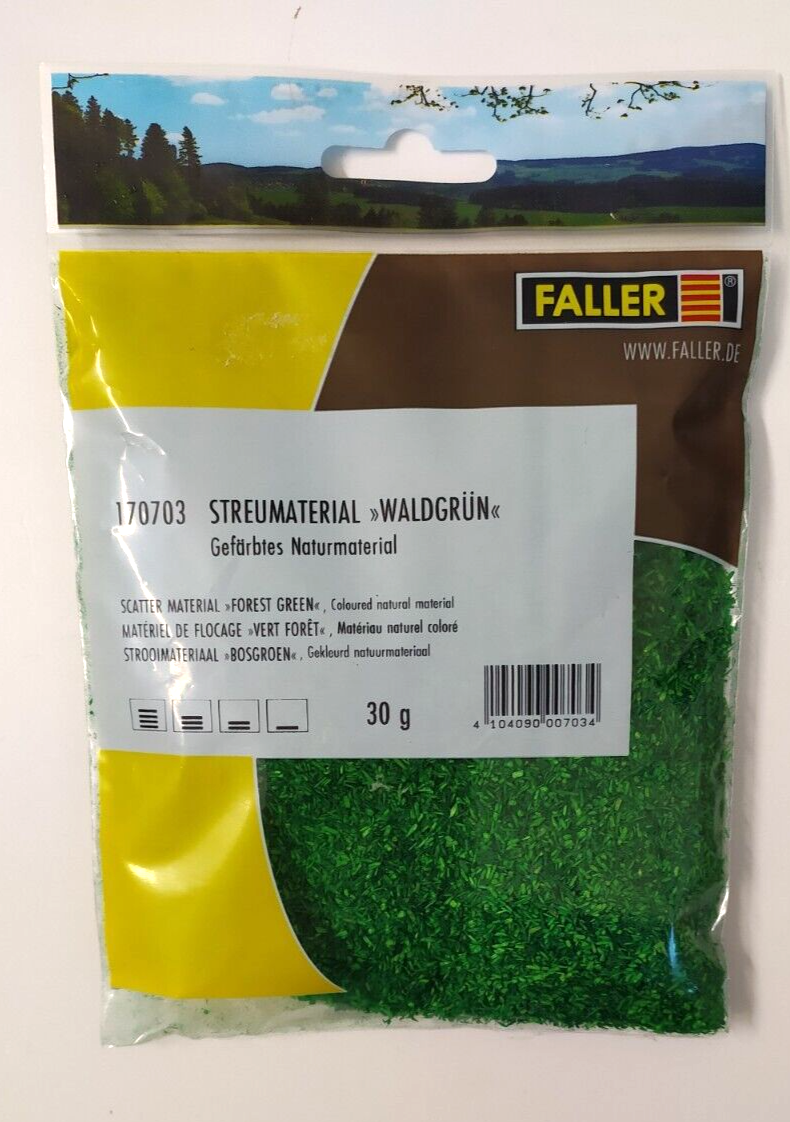 FALLER ®
WWW.FALLER.DE
170703 STREUMATERIAL »WALDGRÜN«
Gefärbtes Naturmaterial
SCATTER MATERIAL »FOREST GREEN«, Coloured natural material
MATÉRIEL DE FLOCAGE »VERT FORÊT«, Matériau naturel coloré
STROOIMATERIAAL »BOSGROEN«, Gekleurd natuurmateriaal
30 g
4 104090 007034